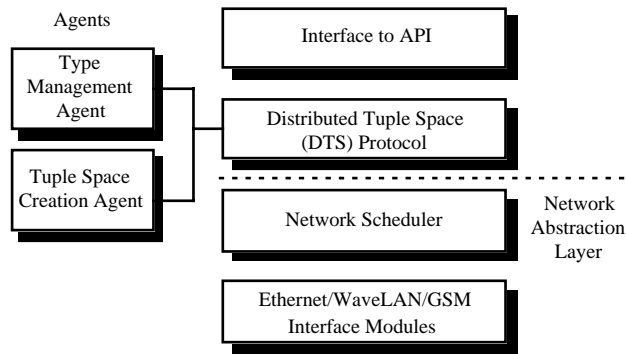 Agents
Interface to API
Type
Management
Agent
Distributed Tuple Space
(DTS) Protocol
Tuple Space
Creation Agent
Network Scheduler
Network
Abstraction
Layer
Ethernet/WaveLAN/GSM
Interface Modules